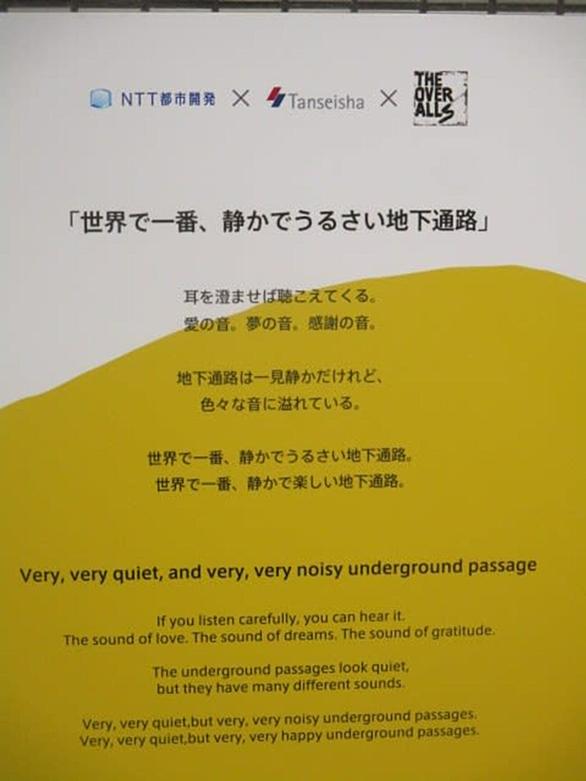 NTT都市開発 × Tanseisha × THE OVER ALLS
「世界で一番、静かでうるさい地下通路」
耳を澄ませば聴こえてくる。
愛の音。夢の音。感謝の音。
地下通路は一見静かだけれど、
色々な音に溢れている。
世界で一番、静かでうるさい地下通路。
世界で一番、静かで楽しい地下通路。
Very, very quiet, and very, very noisy underground passage
If you listen carefully, you can hear it.
The sound of love. The sound of dreams. The sound of gratitude.
The underground passages look quiet,
but they have many different sounds.
Very, very quiet,but very, very noisy underground passages.
Very, very quiet,but very, very happy underground passages.